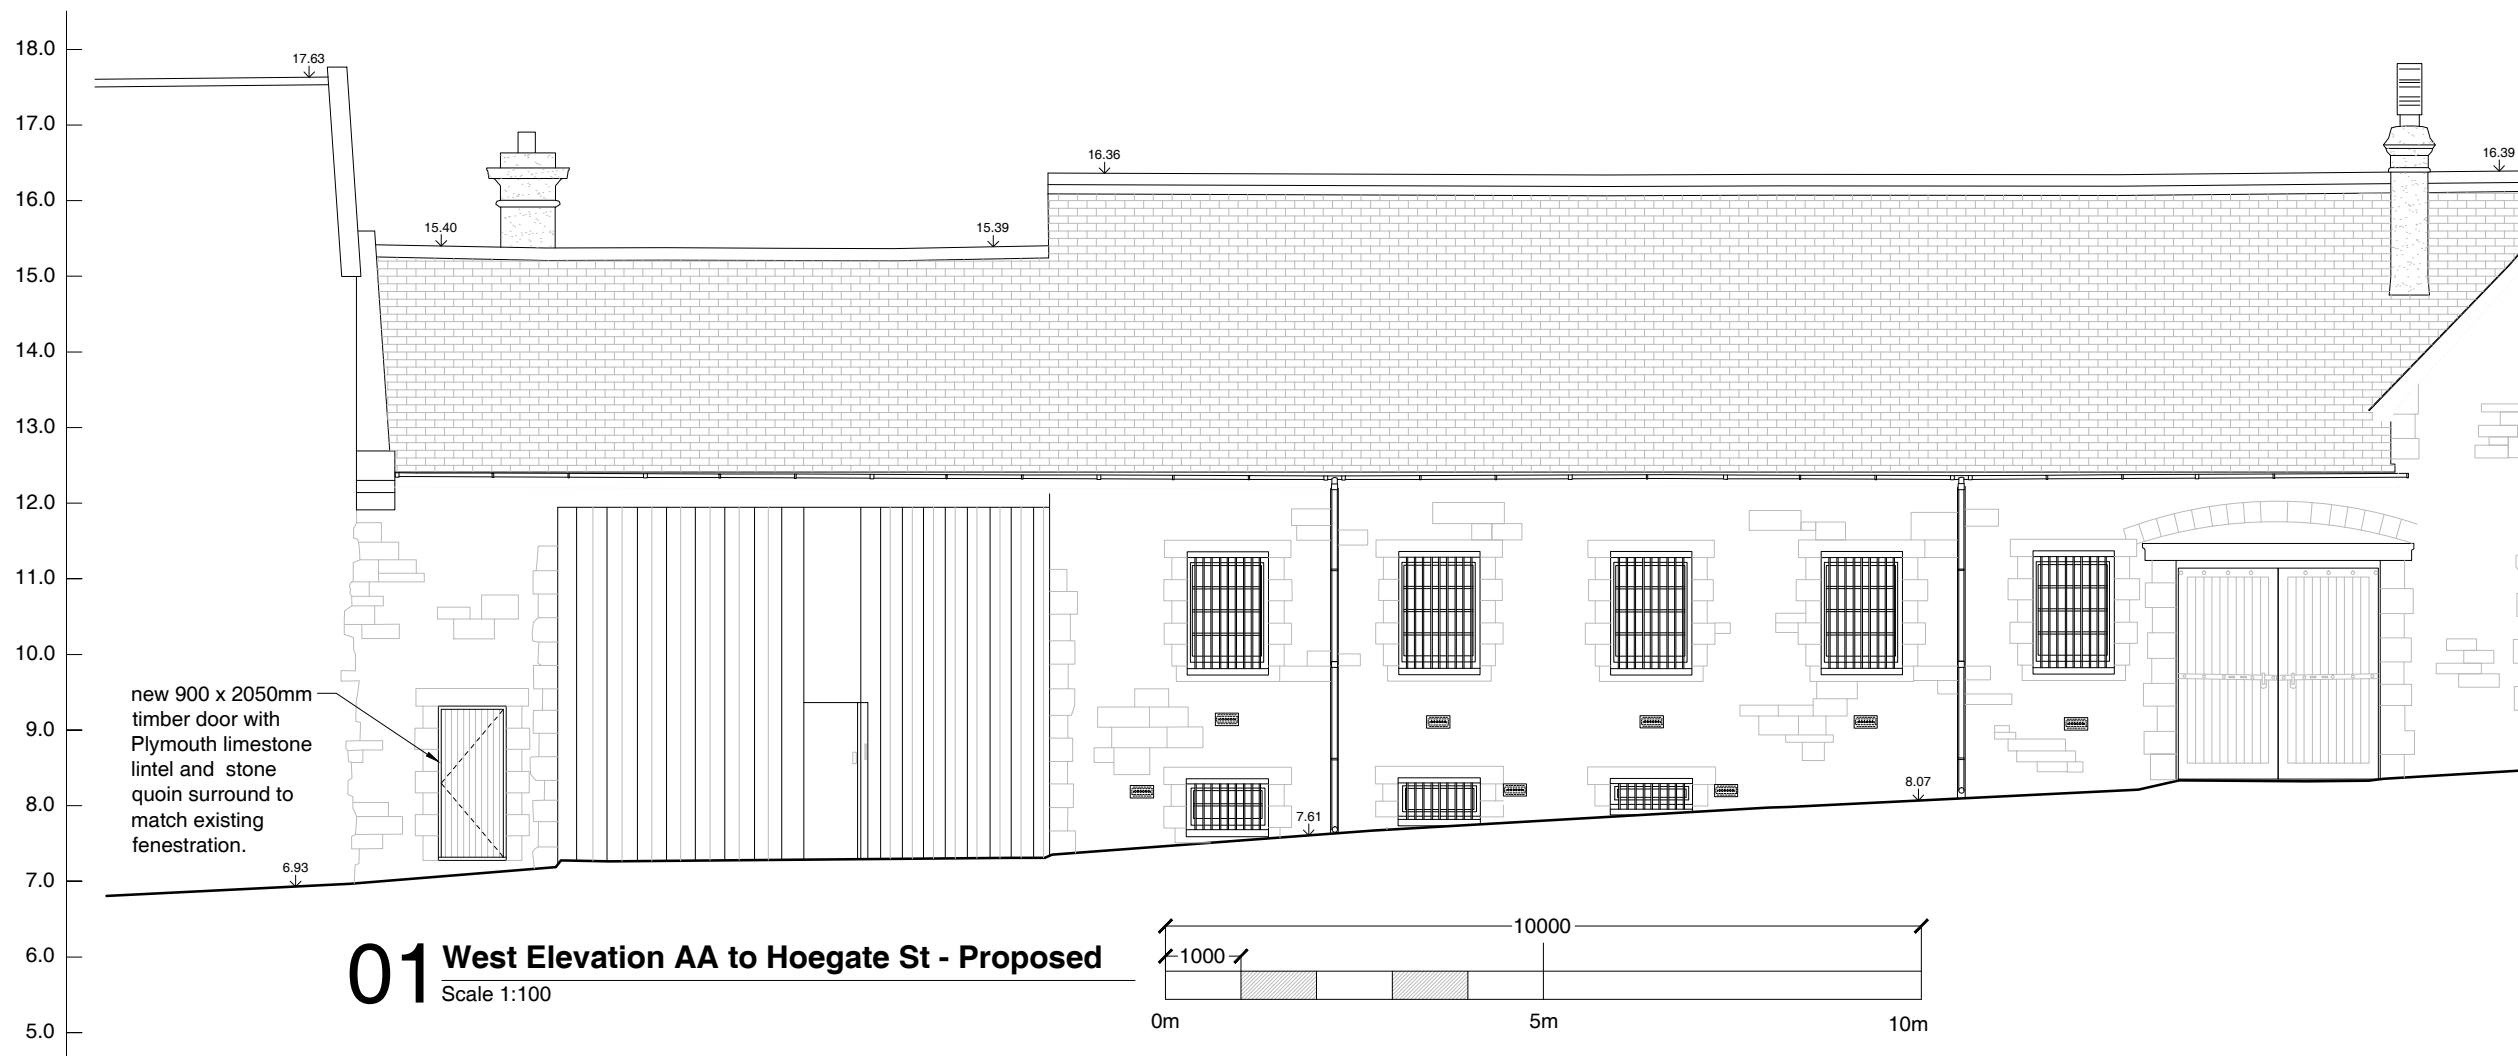 18.0
17.63
17.0
16.36
16.39
16.0
15.40
15.39
15.0
14.0
13.0
12.0
11.0
10.0
new 900 x 2050mm
timber door with
Plymouth limestone
lintel and stone
quoin surround to
match existing
fenestration.
9.0
8.0
8.07
7.61
7.0
6.93
6.0
5.0
01
West Elevation AA to Hoegate St - Proposed
Scale 1:100
10000
1000
0m
5m
10m